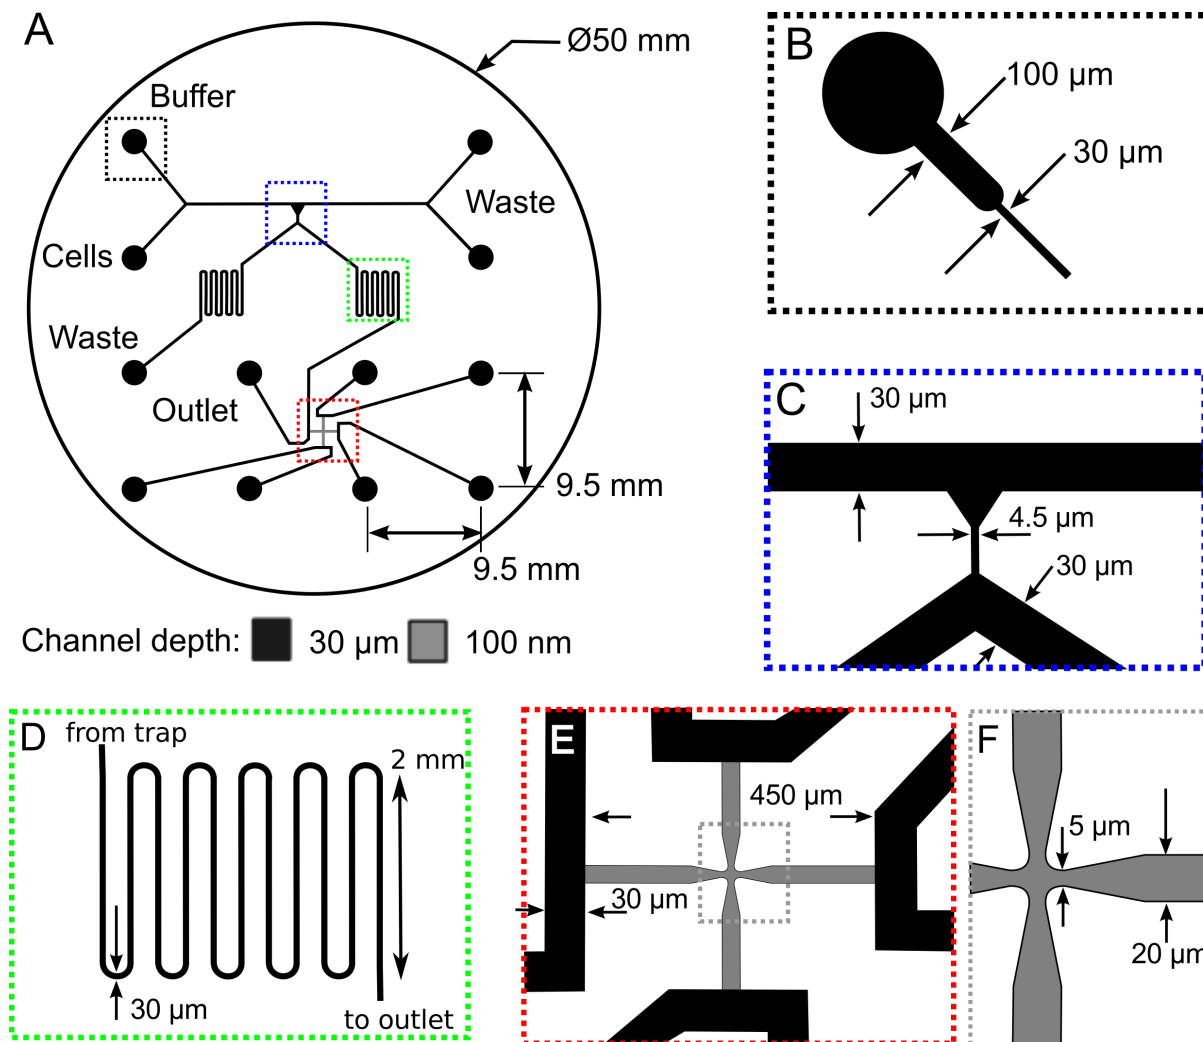 A
Ø50 mm
Buffer
Waste
Cells
Waste
Outlet
9.5 mm
9.5 mm
Channel depth: 30 µm 100 nm
B
100 µm
30 µm
C
30 µm
4.5 µm
30 µm
D
from trap
2 mm
30 µm
to outlet
E
450 µm
30 µm
F
5 µm
20 µm